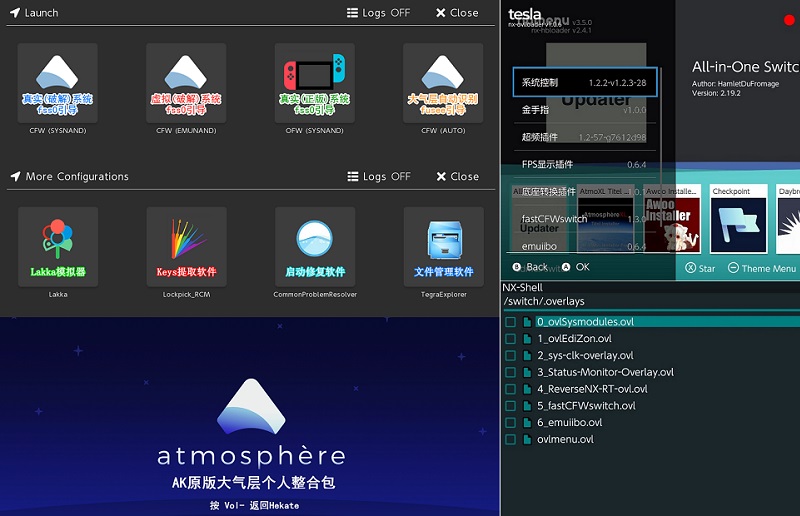 Launch
Logs OFF
Close
真实(破解)系统
fss0引导
CFW (SYSNAND)
虚拟(破解)系统
fss0引导
CFW (EMUNAND)
真实(正版)系统
fss0引导
OFW (SYSNAND)
大气层自动识别
fusee引导
CFW (AUTO)
More Configurations
Logs OFF
Close
Lakka模拟器
Lakka
Keys提取软件
Lockpick_RCM
启动修复软件
CommonProblemResolver
文件管理软件
TegraExplorer
atmosphère
AK原版大气层个人整合包
按 Vol- 返回Hekate
tesla
nx-ovlloader v1.0.6
menu v3.5.0
nx-hbloader v2.4.1
系统控制 1.2.2-v1.2.3-28
金手指 v1.0.0
超频插件 1.2-57-g7612d98
FPS显示插件 0.6.4
底座转换插件
fastCFWswitch 1.3.0
emuiibo 0.6.4
Back
OK
Updater
All-in-One Switc
Author: HamletDuFromage
Version: 2.19.2
AtmoXL Titel ...
Atmosphere
Awoo Installe..
Awoo
Installer
Checkpoint
Daybr
Updater
Star
Theme Menu
NX-Shell
/switch/.overlays
0_ovlSysmodules.ovl
1_ovlEdiZon.ovl
2_sys-clk-overlay.ovl
3_Status-Monitor-Overlay.ovl
4_ReverseNX-RT-ovl.ovl
5_fastCFWswitch.ovl
6_emuiibo.ovl
ovlmenu.ovl